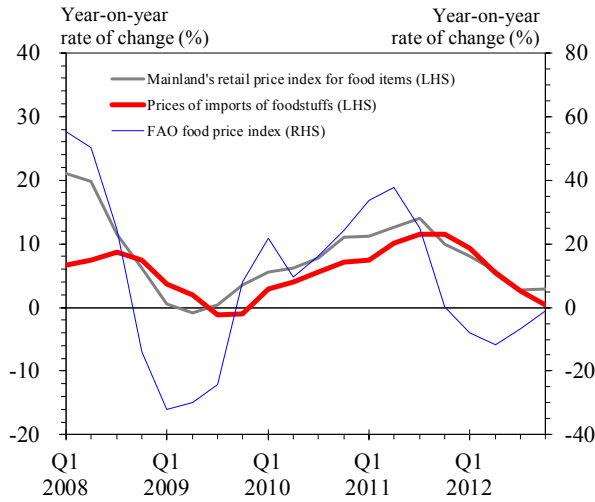 Year-on-year
rate of change (%)
Year-on-year
rate of change (%)
40
30
20
10
0
-10
-20
80
60
40
20
0
-20
-40
Mainland's retail price index for food items (LHS)
Prices of imports of foodstuffs (LHS)
FAO food price index (RHS)
Q1
2008
Q1
2009
Q1
2010
Q1
2011
Q1
2012